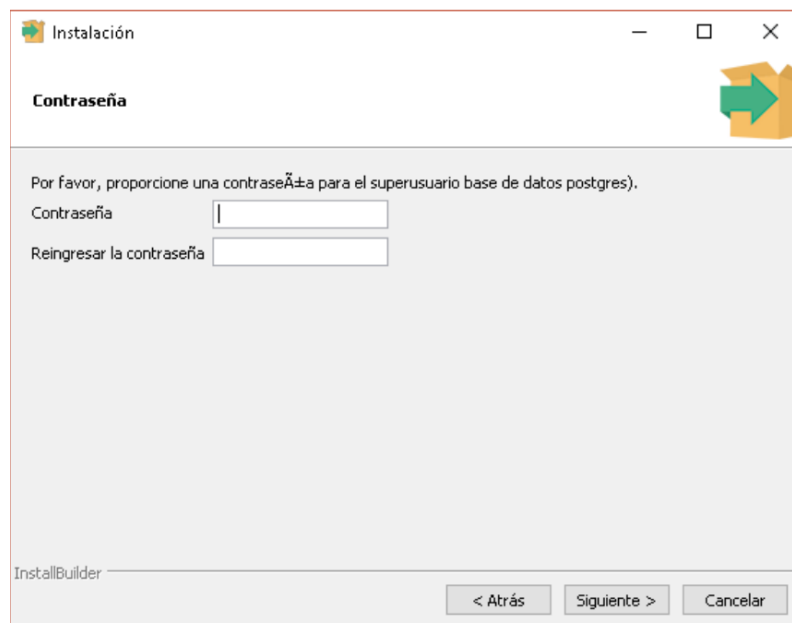 Instalación
Contraseña
Por favor, proporcione una contraseÃ±a para el superusuario base de datos postgres).
Contraseña
Reingresar la contraseña
InstallBuilder
< Atrás
Siguiente >
Cancelar